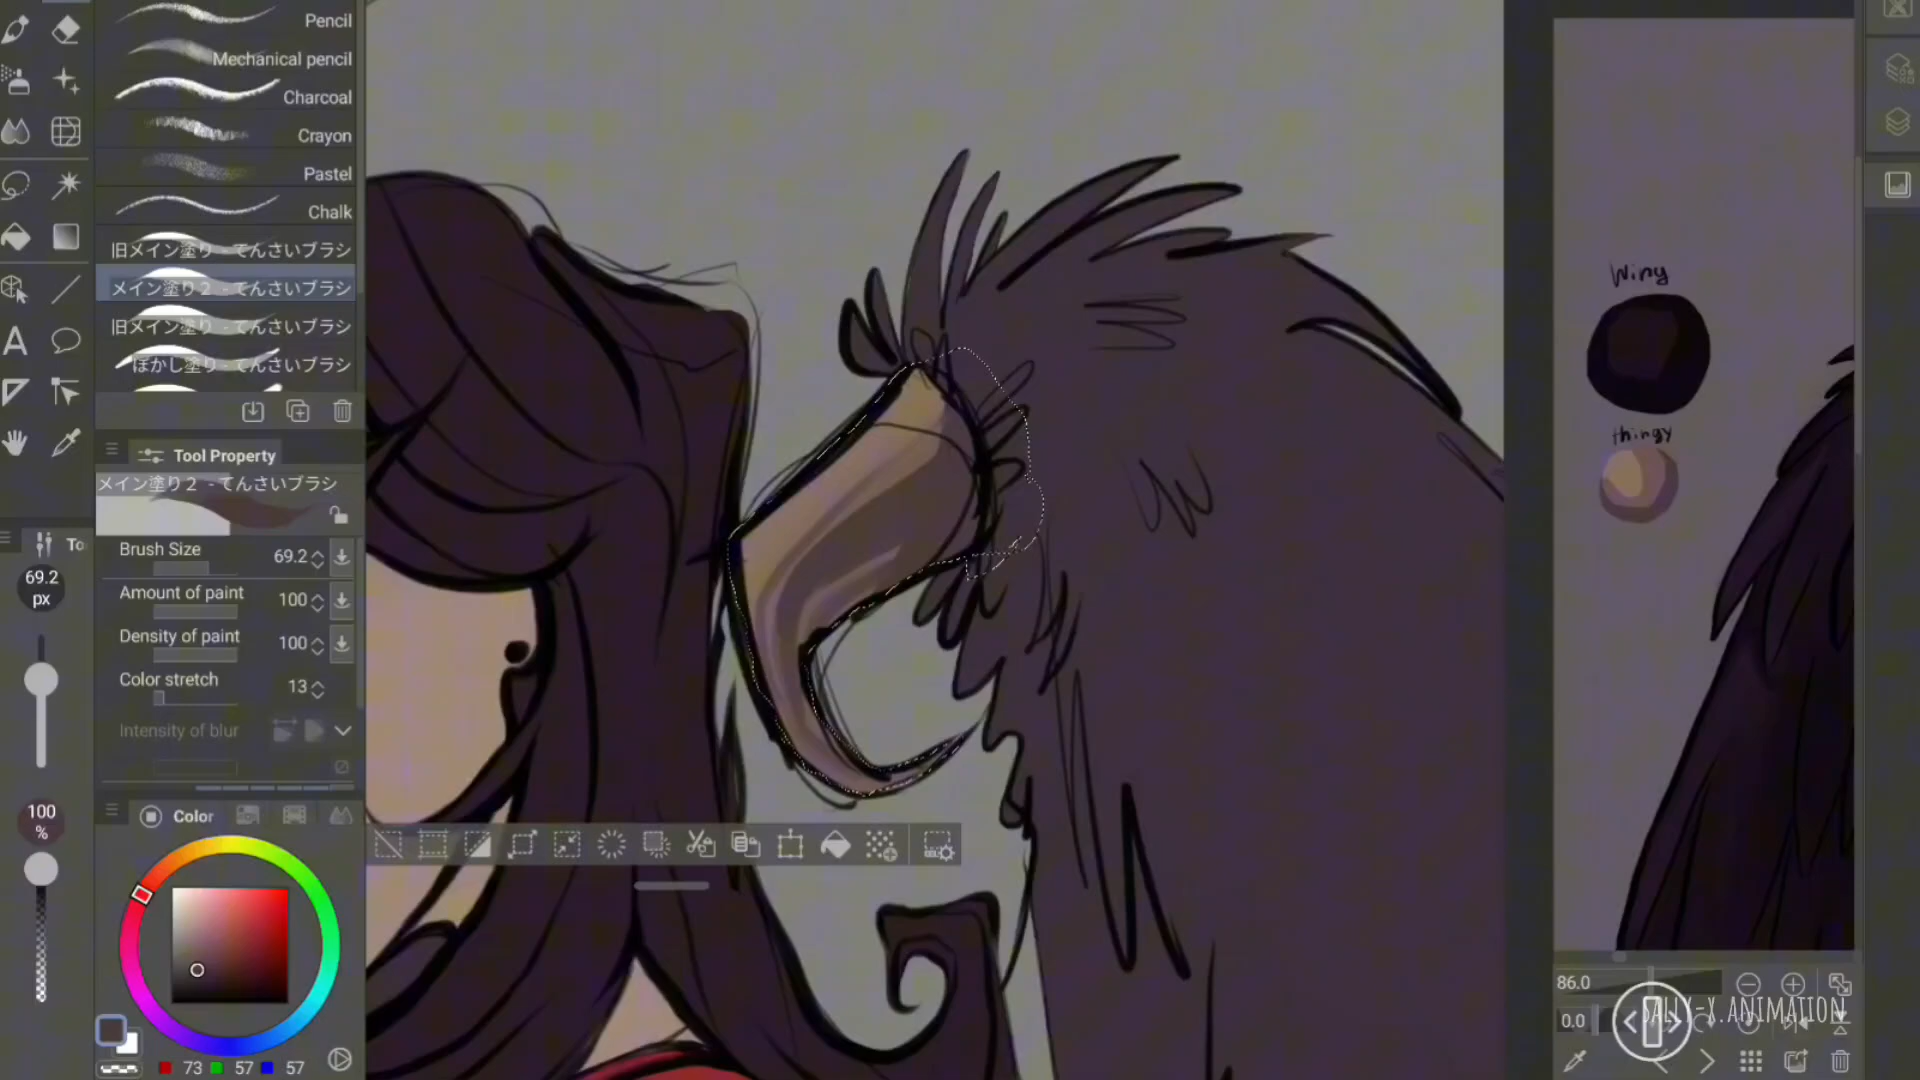 Pencil
Mechanical pencil
Charcoal
Crayon
Pastel
Chalk
旧メイン塗り - てんさいブラシ
メイン塗り2 - てんさいブラシ
旧メイン塗り - てんさいブラシ
ぼかし塗り - てんさいブラシ
Tool Property
メイン塗り2 - てんさいブラシ
To
69.2
px
Brush Size 69.2
Amount of paint 100
Density of paint 100
Color stretch 13
Intensity of blur
100
%
Color
73 57 57
Wing
thingy
86.0
0.0
SALLY-X.ANIMATION